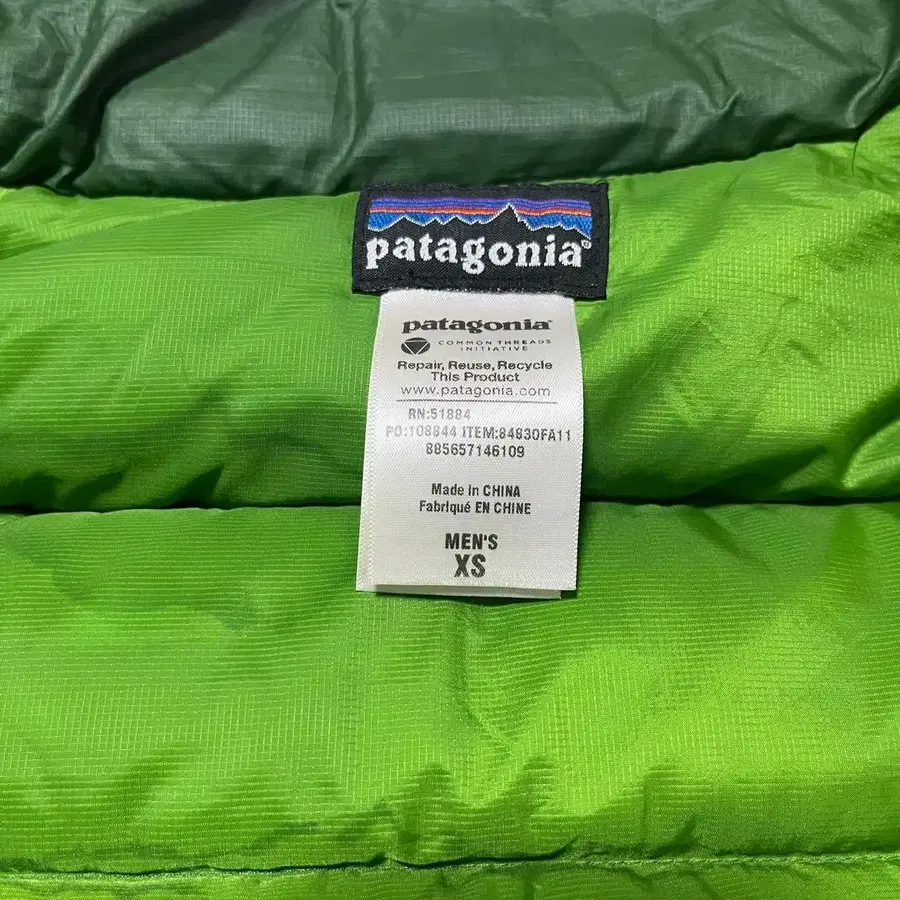 patagonia®
patagonia®
COMMON THREADS
INITIATIVE
Repair, Reuse, Recycle
This Product
www.patagonia.com
RN:51884
PO:108844 ITEM:84930FA11
885657146109
Made in CHINA
Fabriqué EN CHINE
MEN'S
XS